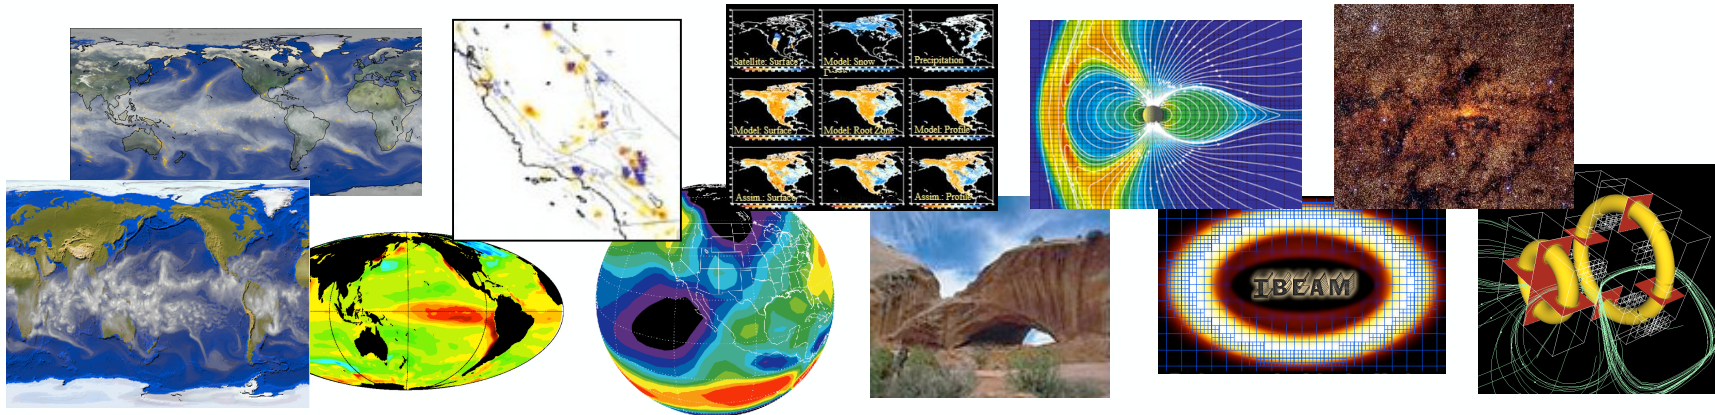 Satellite: Surface
Model: Snow
Precipitation
Model: Surface
Model: Root Zone
Model: Profile
Assim.: Surface
Assim.: Profile
IBEAM